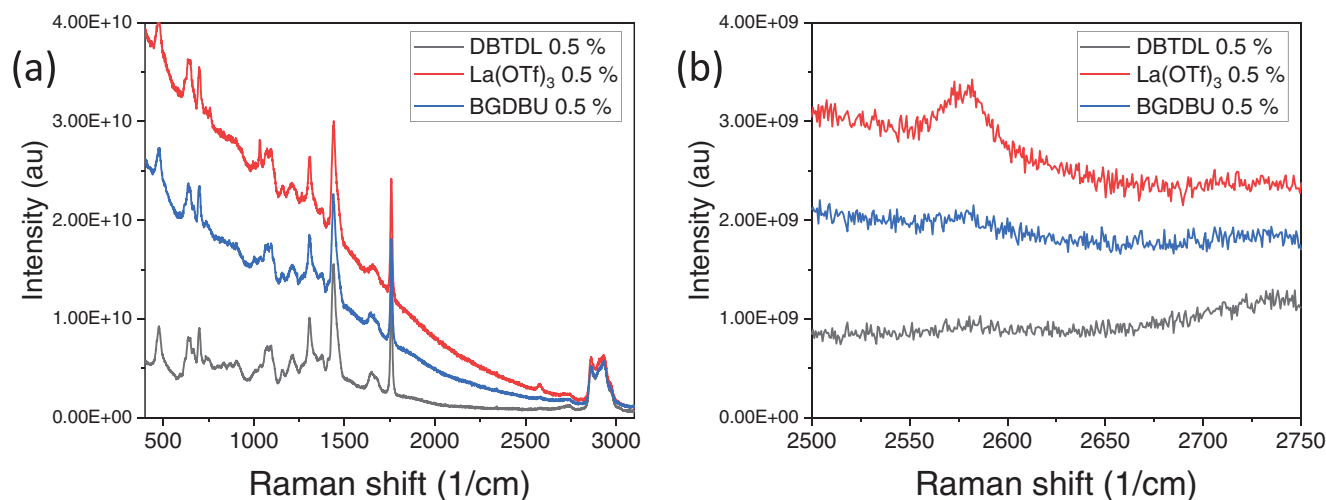 (a)
4.00E+10
3.00E+10
2.00E+10
1.00E+10
0.00E+00
Intensity (au)
DBTDL 0.5 %
La(OTf)3 0.5 %
BGDBU 0.5 %
500 1000 1500 2000 2500 3000
Raman shift (1/cm)
(b)
4.00E+09
3.00E+09
2.00E+09
1.00E+09
0.00E+00
Intensity (au)
DBTDL 0.5 %
La(OTf)₃ 0.5 %
BGDBU 0.5 %
2500 2550 2600 2650 2700 2750
Raman shift (1/cm)